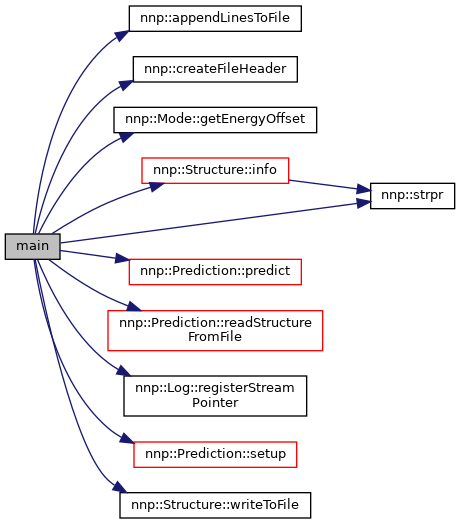 nnp::appendLinesToFile
nnp::createFileHeader
nnp::Mode::getEnergyOffset
nnp::Structure::info
nnp::strpr
main
nnp::Prediction::predict
nnp::Prediction::readStructure
FromFile
nnp::Log::registerStream
Pointer
nnp::Prediction::setup
nnp::Structure::writeToFile